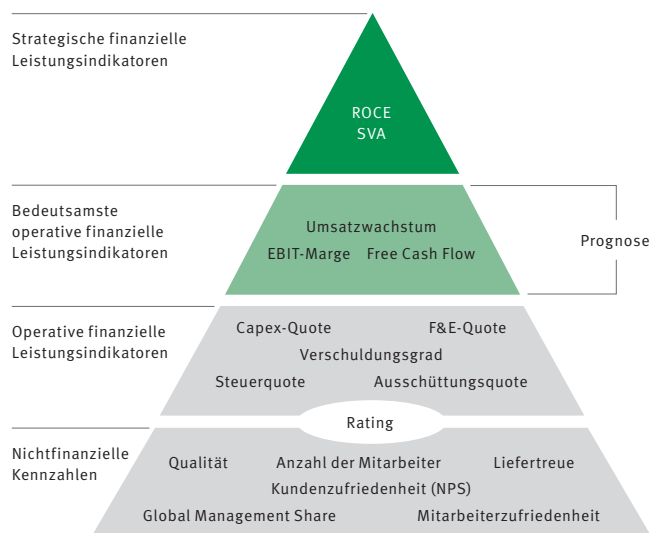 Strategische finanzielle
Leistungsindikatoren
ROCE
SVA
Bedeutsamste
operative finanzielle
Leistungsindikatoren
Umsatzwachstum
EBIT-Marge Free Cash Flow
Prognose
Operative finanzielle
Leistungsindikatoren
Capex-Quote F&E-Quote
Verschuldungsgrad
Steuerquote Ausschüttungsquote
Rating
Nichtfinanzielle
Kennzahlen
Qualität Anzahl der Mitarbeiter Liefertreue
Kundenzufriedenheit (NPS)
Global Management Share Mitarbeiterzufriedenheit